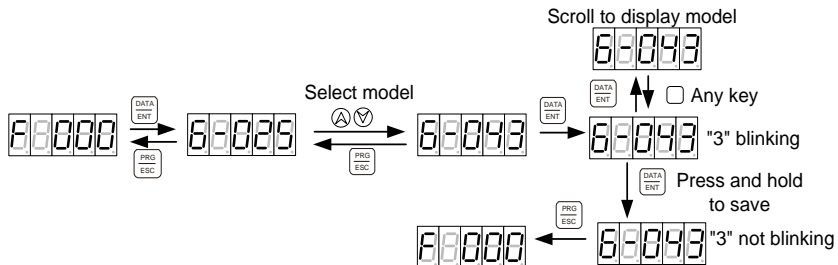 Scroll to display model
6-043
DATA
ENT
Any key
Select model
DATA
ENT
F 000
PRG
ESC
6-025
PRG
ESC
6-043
DATA
ENT
6-043
"3" blinking
DATA
ENT
Press and hold
to save
F 000
PRG
ESC
6-043
"3" not blinking